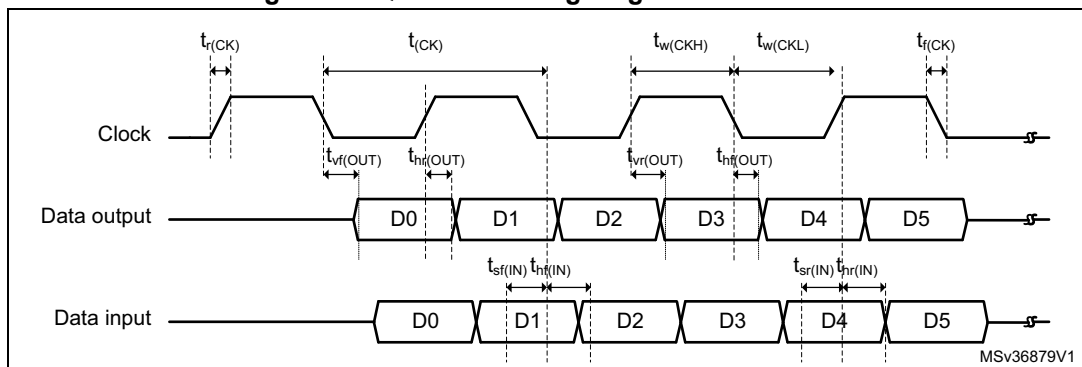 tr(CK) t(CK) tw(CKH) tw(CKL) tf(CK)
Clock
tvf(OUT) thr(OUT) tvr(OUT) thf(OUT)
Data output D0 D1 D2 D3 D4 D5
tsf(IN) thf(IN) tsr(IN) thr(IN)
Data input D0 D1 D2 D3 D4 D5
MSv36879V1